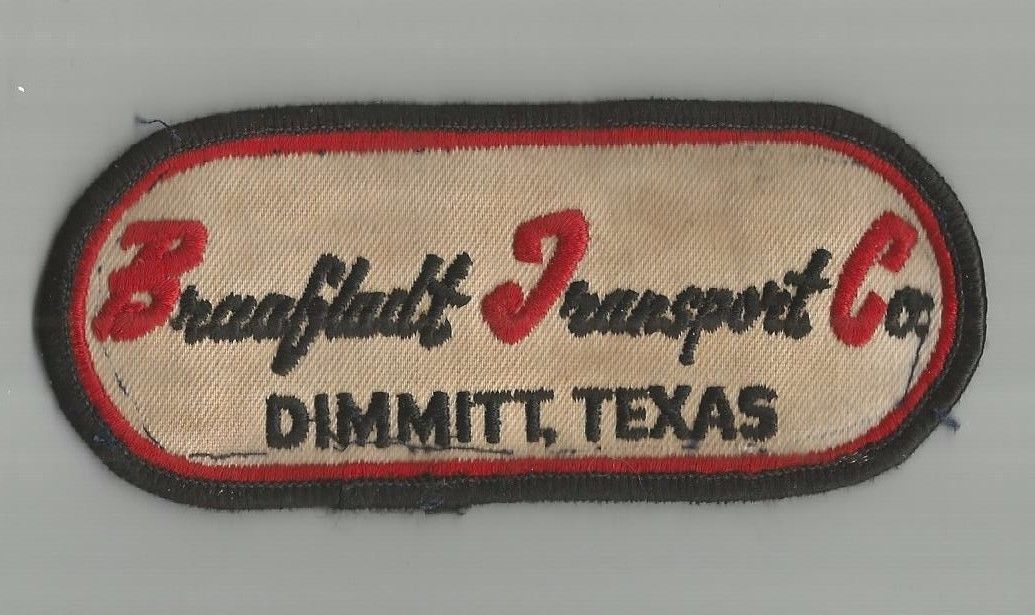 Braafladt Transport Co.
DIMMITT, TEXAS